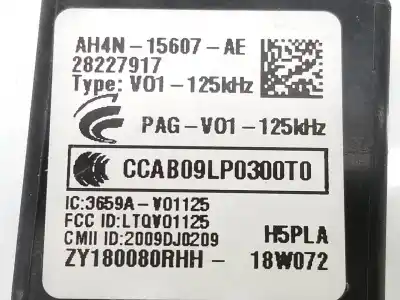 AH4N-15607-AE
28227917
Type: V01-125kHz
PAG-V01-125kHz
CCAB09LP0300T0
IC:3659A-V01125
FCC ID:LTQV01125
CMII ID:2009DJ0209
H5PLA
ZY180080RHH- 18W072